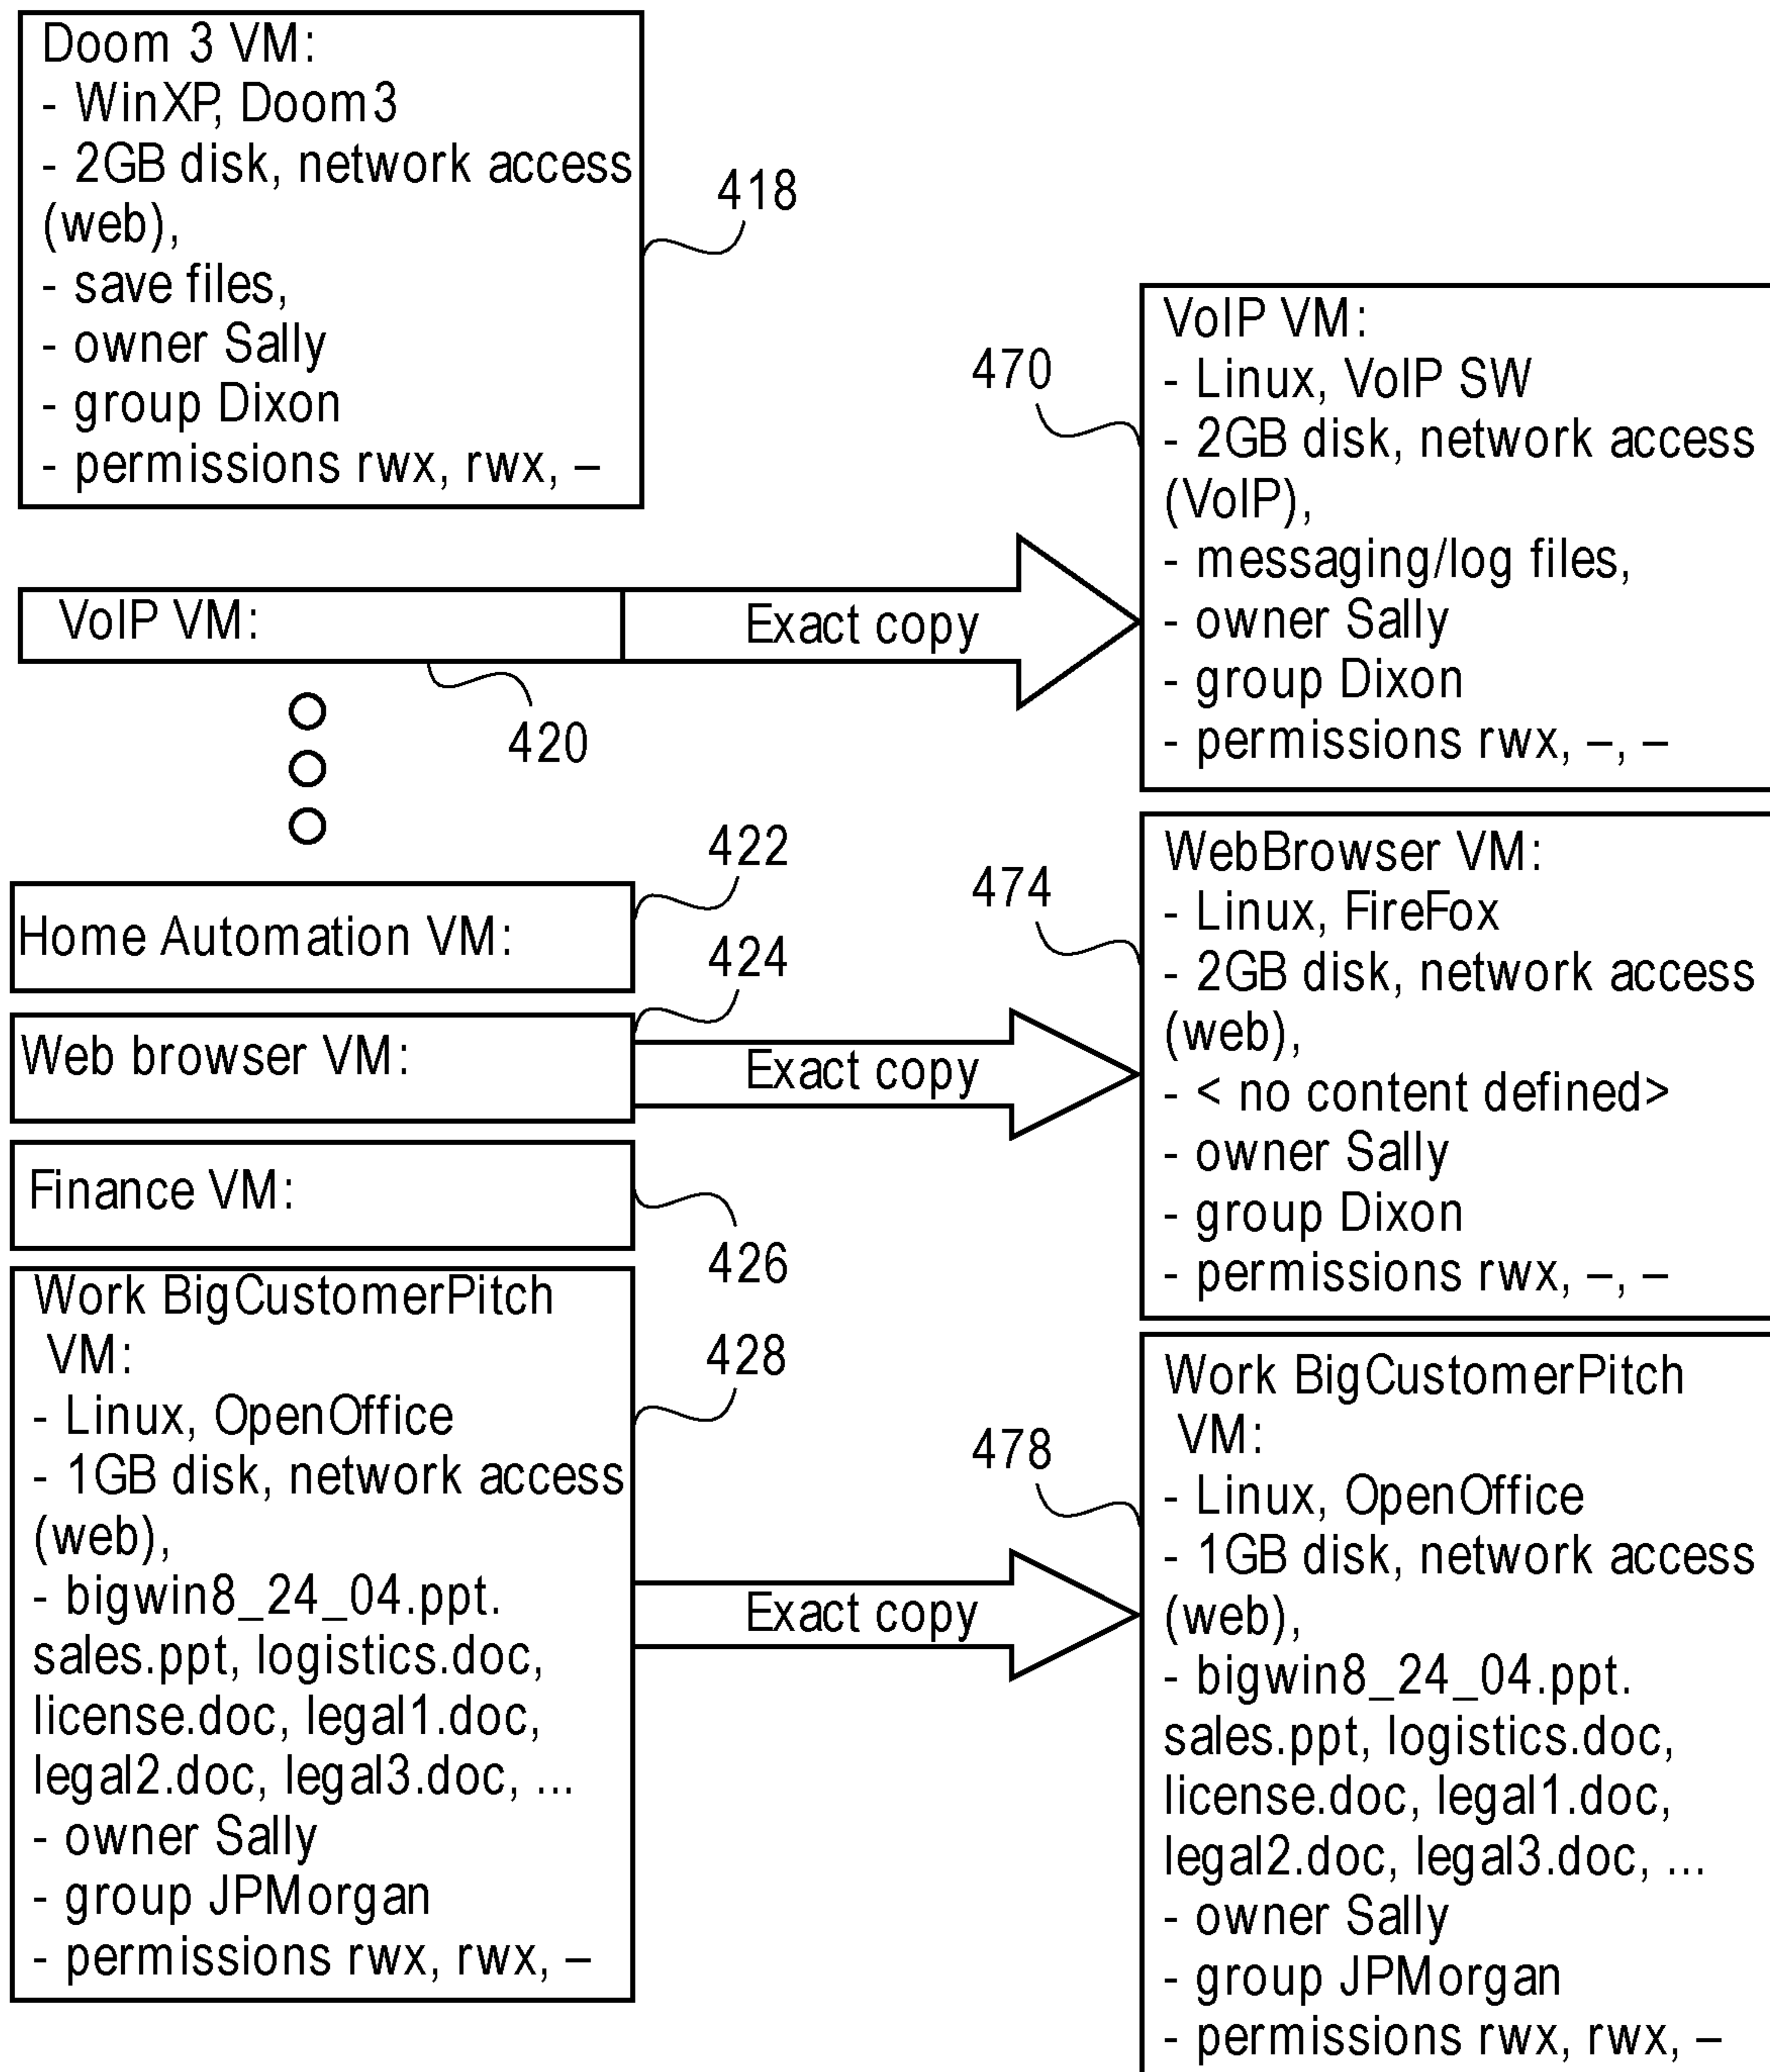 Doom 3 VM:
- WinXP, Doom3
- 2GB disk, network access
(web),
- save files,
- owner Sally
- group Dixon
- permissions rwx, rwx, –
418
VoIP VM:
420
Exact copy
470
VoIP VM:
- Linux, VoIP SW
- 2GB disk, network access
(VoIP),
- messaging/log files,
- owner Sally
- group Dixon
- permissions rwx, –, –
Home Automation VM:
422
Web browser VM:
424
Exact copy
474
WebBrowser VM:
- Linux, FireFox
- 2GB disk, network access
(web),
- < no content defined>
- owner Sally
- group Dixon
- permissions rwx, –, –
Finance VM:
426
Work BigCustomerPitch
VM:
- Linux, OpenOffice
- 1GB disk, network access
(web),
- bigwin8_24_04.ppt.
sales.ppt, logistics.doc,
license.doc, legal1.doc,
legal2.doc, legal3.doc, ...
- owner Sally
- group JPMorgan
- permissions rwx, rwx, –
428
Exact copy
478
Work BigCustomerPitch
VM:
- Linux, OpenOffice
- 1GB disk, network access
(web),
- bigwin8_24_04.ppt.
sales.ppt, logistics.doc,
license.doc, legal1.doc,
legal2.doc, legal3.doc, ...
- owner Sally
- group JPMorgan
- permissions rwx, rwx, –